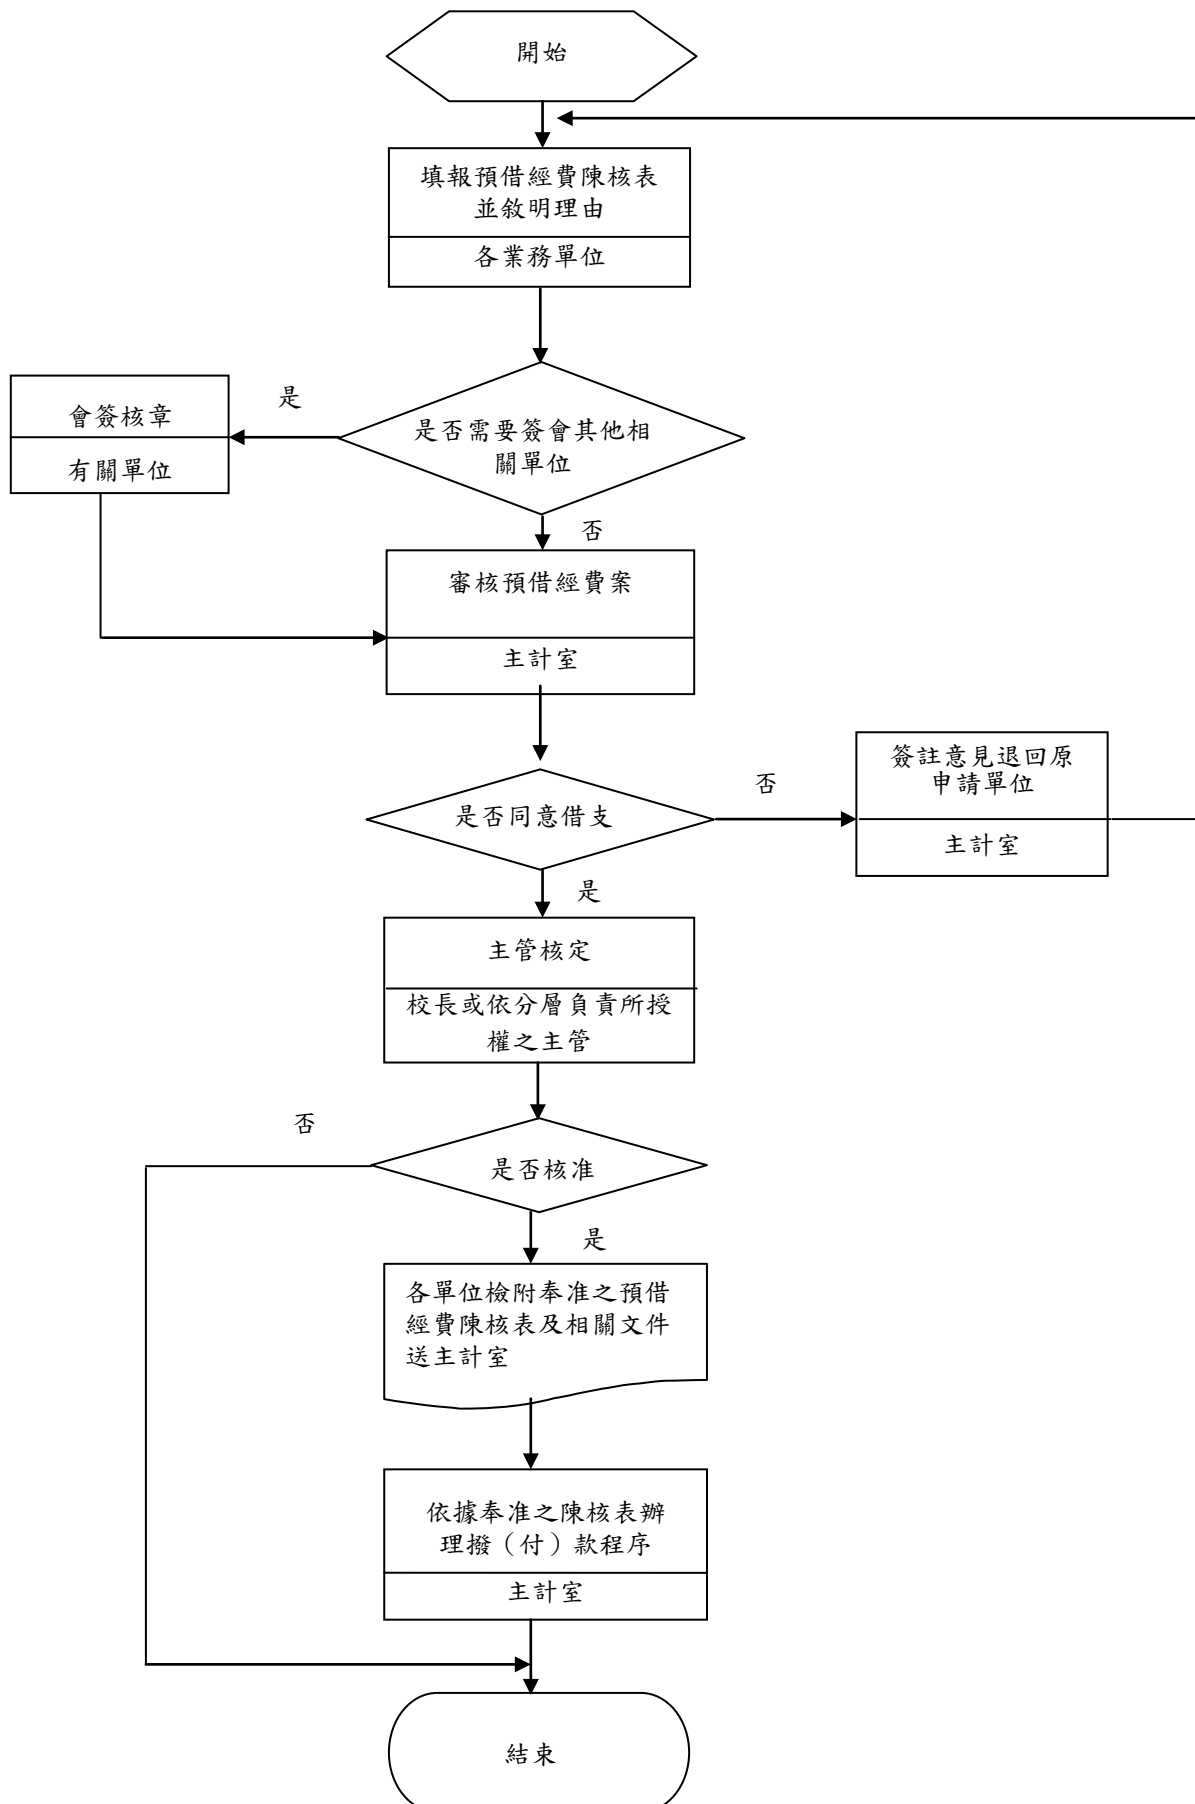 開始
填報預借經費陳核表
並敘明理由
各業務單位
是
會簽核章
有關單位
是否需要簽會其他相
關單位
否
審核預借經費案
主計室
是否同意借支
否
簽註意見退回原
申請單位
主計室
是
主管核定
校長或依分層負責所授
權之主管
否
是否核准
是
各單位檢附奉准之預借
經費陳核表及相關文件
送主計室
依據奉准之陳核表辦
理撥（付）款程序
主計室
結束